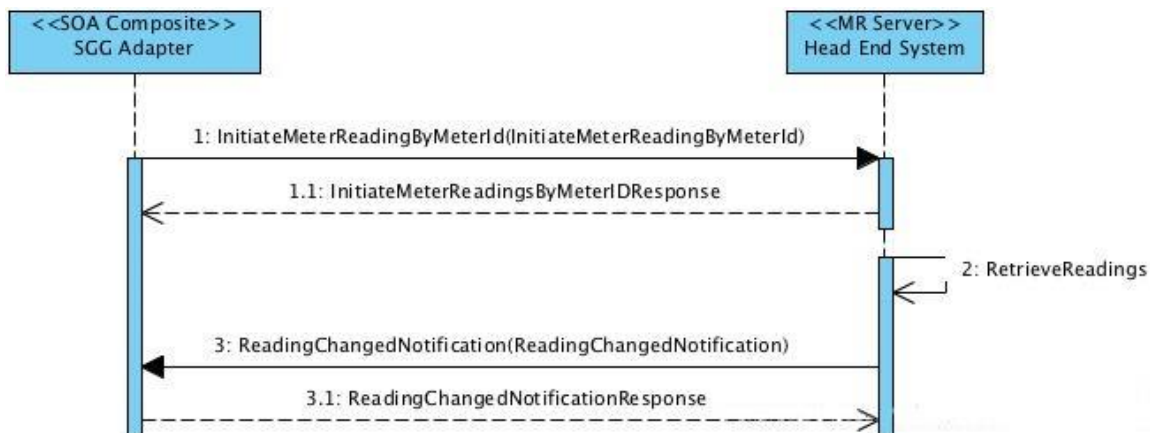 <<SOA Composite>>
SGG Adapter
<<MR Server>>
Head End System
1: InitiateMeterReadingByMeterId(InitiateMeterReadingByMeterId)
1.1: InitiateMeterReadingsByMeterIDResponse
2: RetrieveReadings
3: ReadingChangedNotification(ReadingChangedNotification)
3.1: ReadingChangedNotificationResponse